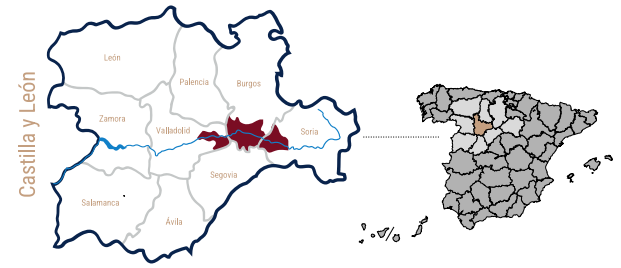 Castilla y León
León
Palencia
Burgos
Zamora
Valladolid
Soria
Segovia
Salamanca
Ávila